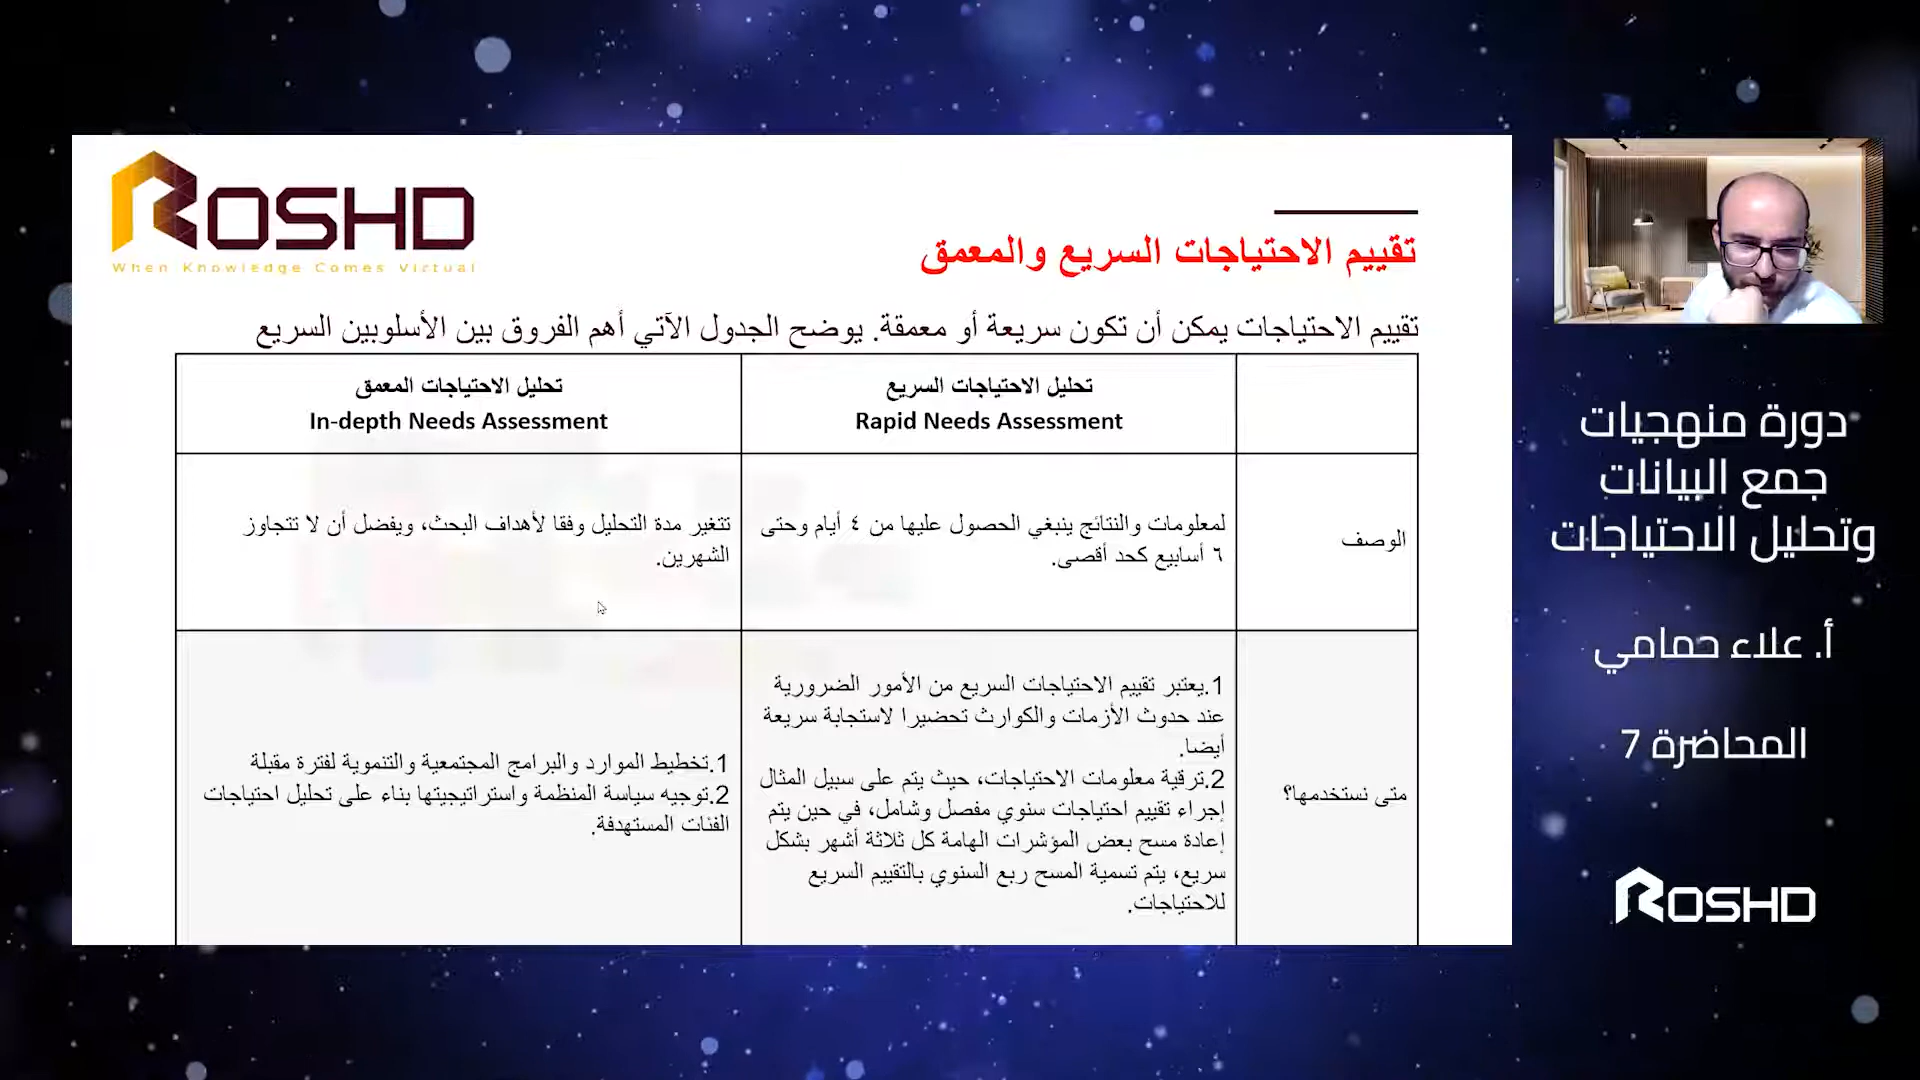 ROSHD
When Knowledge Comes Virtual
تقييم الاحتياجات السريع والمعمق
تقييم الاحتياجات يمكن أن تكون سريعة أو معمقة. يوضح الجدول الآتي أهم الفروق بين الأسلوبين السريع
تحليل الاحتياجات السريع
Rapid Needs Assessment
تحليل الاحتياجات المعمق
In-depth Needs Assessment
الوصف
لمعلومات والنتائج ينبغي الحصول عليها من ٤ أيام وحتى
٦ أسابيع كحد أقصى.
تتغير مدة التحليل وفقا لأهداف البحث، ويفضل أن لا تتجاوز
الشهرين.
متى نستخدمها؟
1.يعتبر تقييم الاحتياجات السريع من الأمور الضرورية
عند حدوث الأزمات والكوارث تحضيرا لاستجابة سريعة
أيضا.
2.ترقية معلومات الاحتياجات، حيث يتم على سبيل المثال
إجراء تقييم احتياجات سنوي مفصل وشامل، في حين يتم
إعادة مسح بعض المؤشرات الهامة كل ثلاثة أشهر بشكل
سريع، يتم تسمية المسح ربع السنوي بالتقييم السريع
للاحتياجات.
1.تخطيط الموارد والبرامج المجتمعية والتنموية لفترة مقبلة
2.توجيه سياسة المنظمة واستراتيجيتها بناء على تحليل احتياجات
الفئات المستهدفة.
دورة منهجيات
جمع البيانات
وتحليل الاحتياجات
أ. علاء حمامي
المحاضرة 7
ROSHD